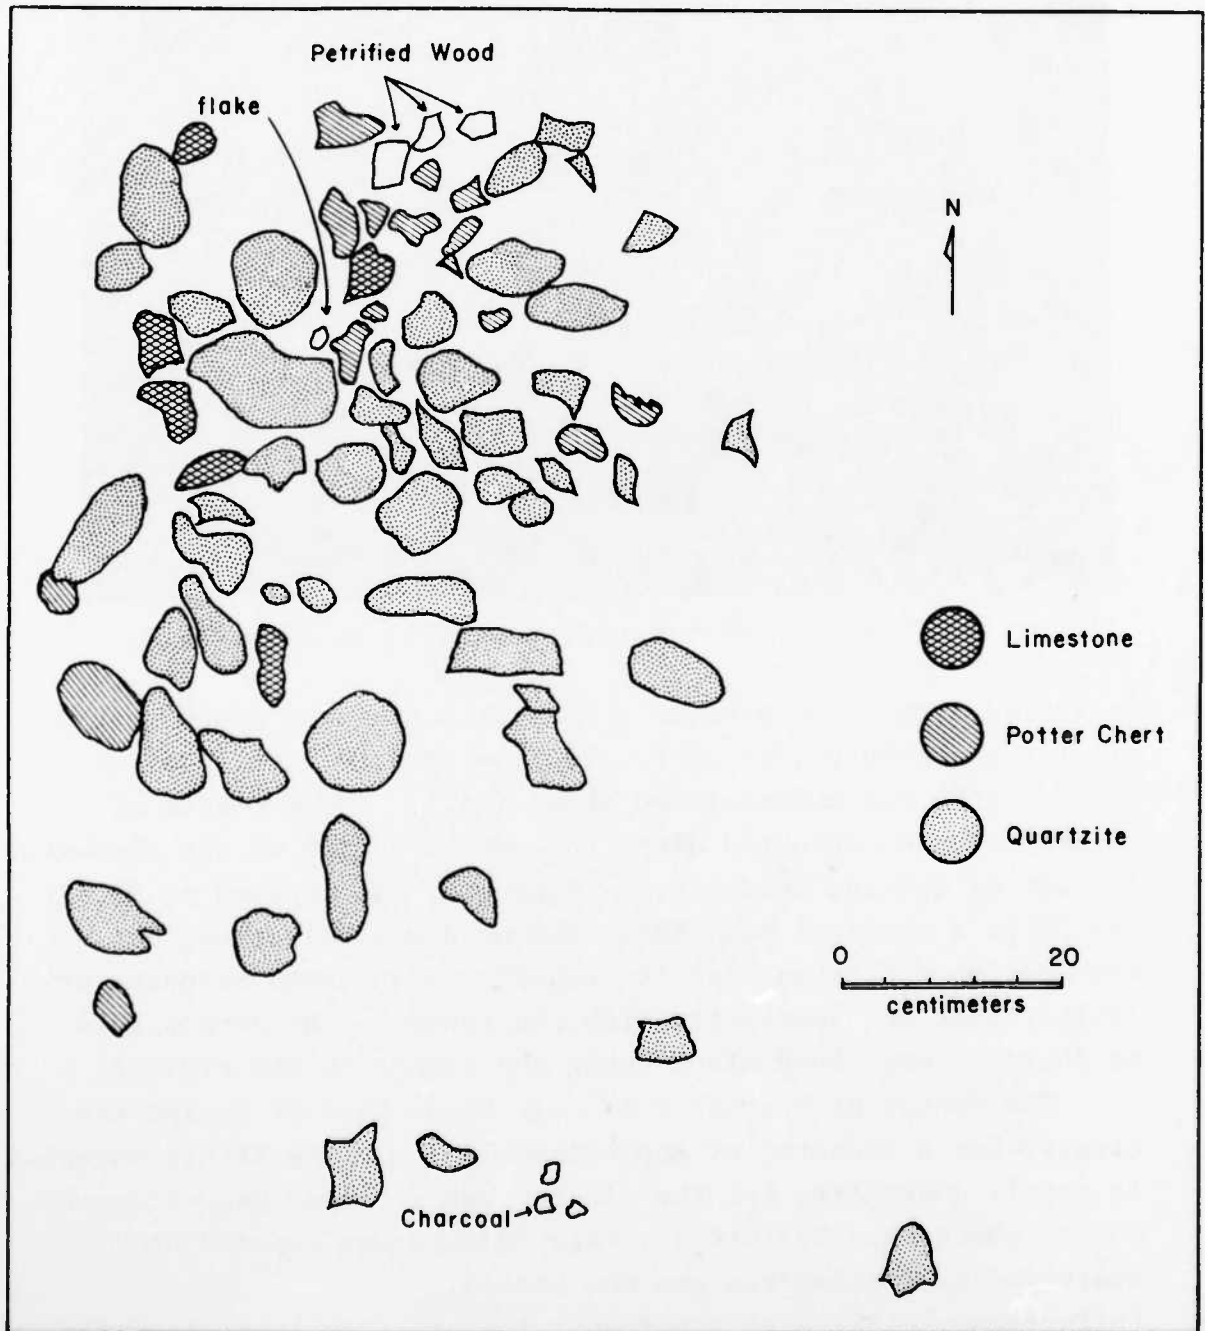 Petrified Wood
flake
N
Limestone
Potter Chert
Quartzite
0 20
centimeters
Charcoal